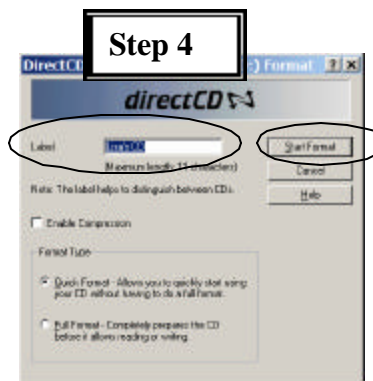 Step 4
DirectCD ) Format
directCD
Label
Start Format
(Maximum length: 11 characters)
Cancel
Note: The label helps to distinguish between CDs.
Help
Enable Compression
Format Type
Quick Format - Allows you to quickly start using
your CD without having to do a full format.
Full Format - Completely prepares the CD
before it allows reading or writing.